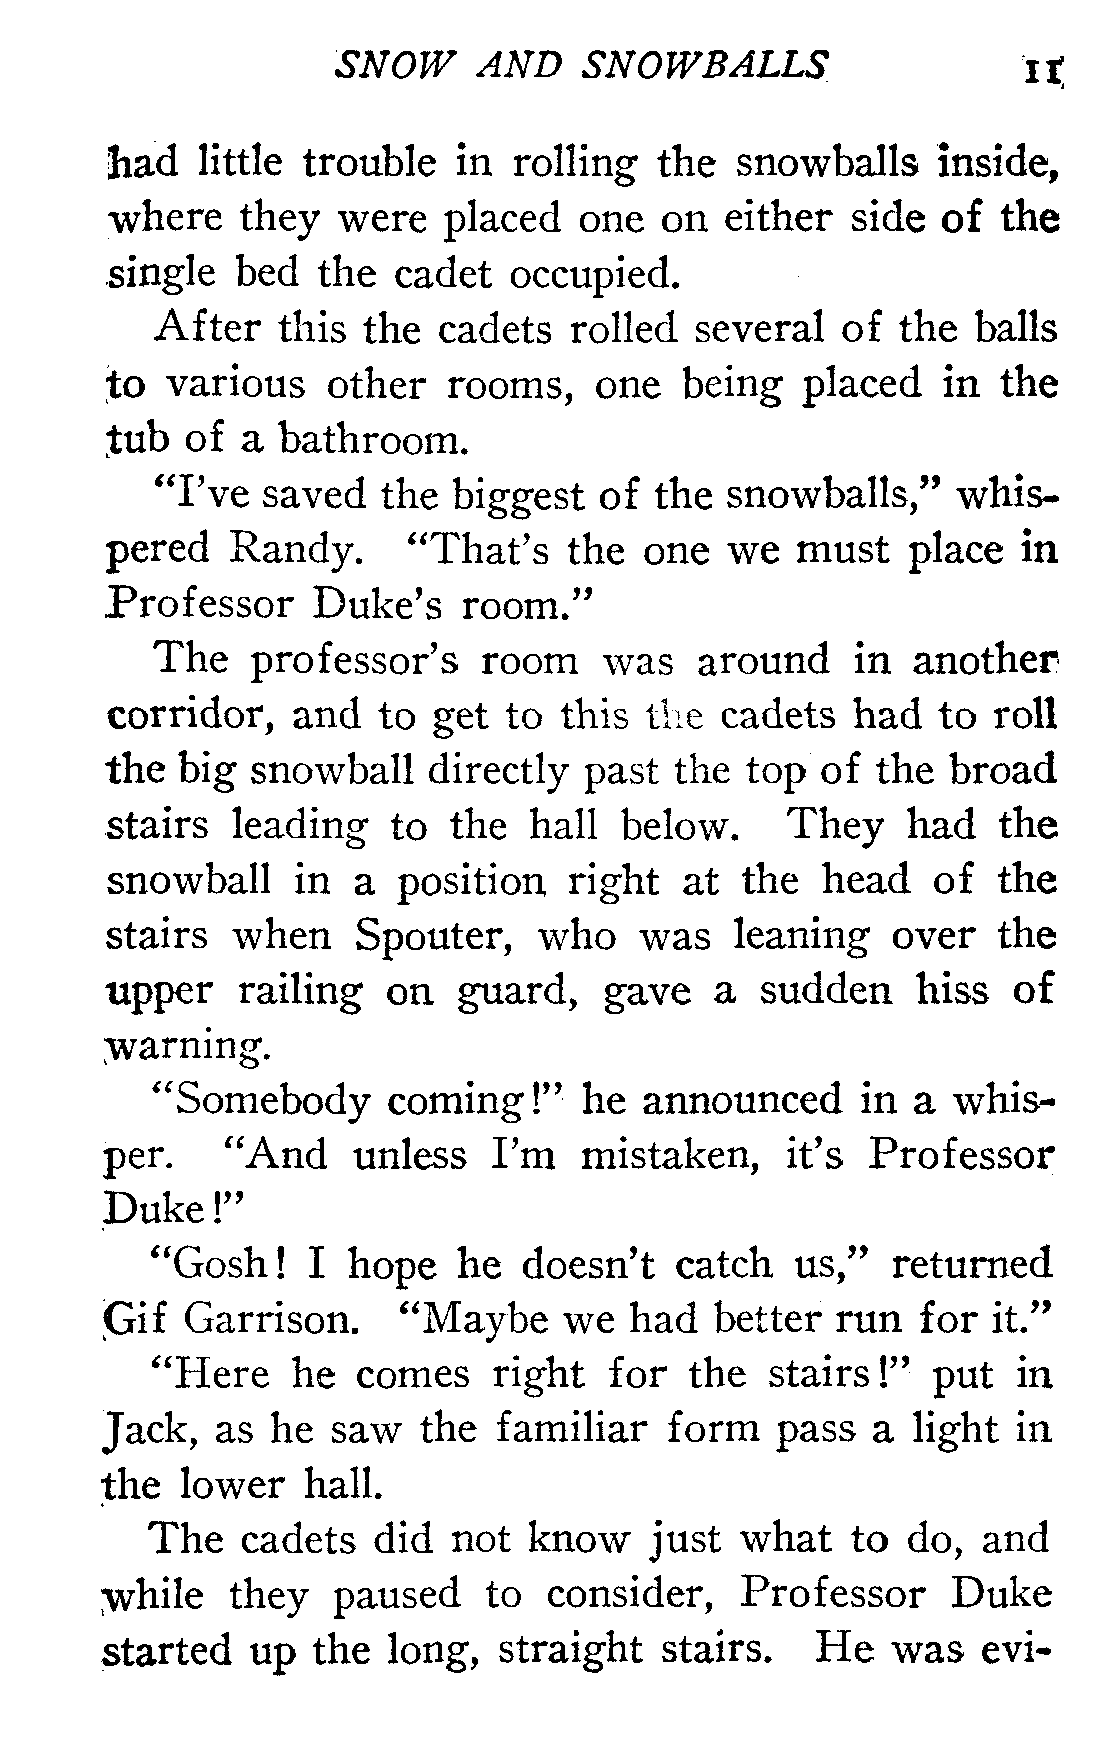 SNOW AND SNOWBALLS 11
had little trouble in rolling the snowballs inside,
where they were placed one on either side of the
single bed the cadet occupied.
After this the cadets rolled several of the balls
to various other rooms, one being placed in the
tub of a bathroom.
“I’ve saved the biggest of the snowballs,” whis-
pered Randy. “That’s the one we must place in
Professor Duke’s room.”
The professor’s room was around in another
corridor, and to get to this the cadets had to roll
the big snowball directly past the top of the broad
stairs leading to the hall below. They had the
snowball in a position right at the head of the
stairs when Spouter, who was leaning over the
upper railing on guard, gave a sudden hiss of
warning.
“Somebody coming!” he announced in a whis-
per. “And unless I’m mistaken, it’s Professor
Duke!”
“Gosh! I hope he doesn’t catch us,” returned
Gif Garrison. “Maybe we had better run for it.”
“Here he comes right for the stairs!” put in
Jack, as he saw the familiar form pass a light in
the lower hall.
The cadets did not know just what to do, and
while they paused to consider, Professor Duke
started up the long, straight stairs. He was evi-